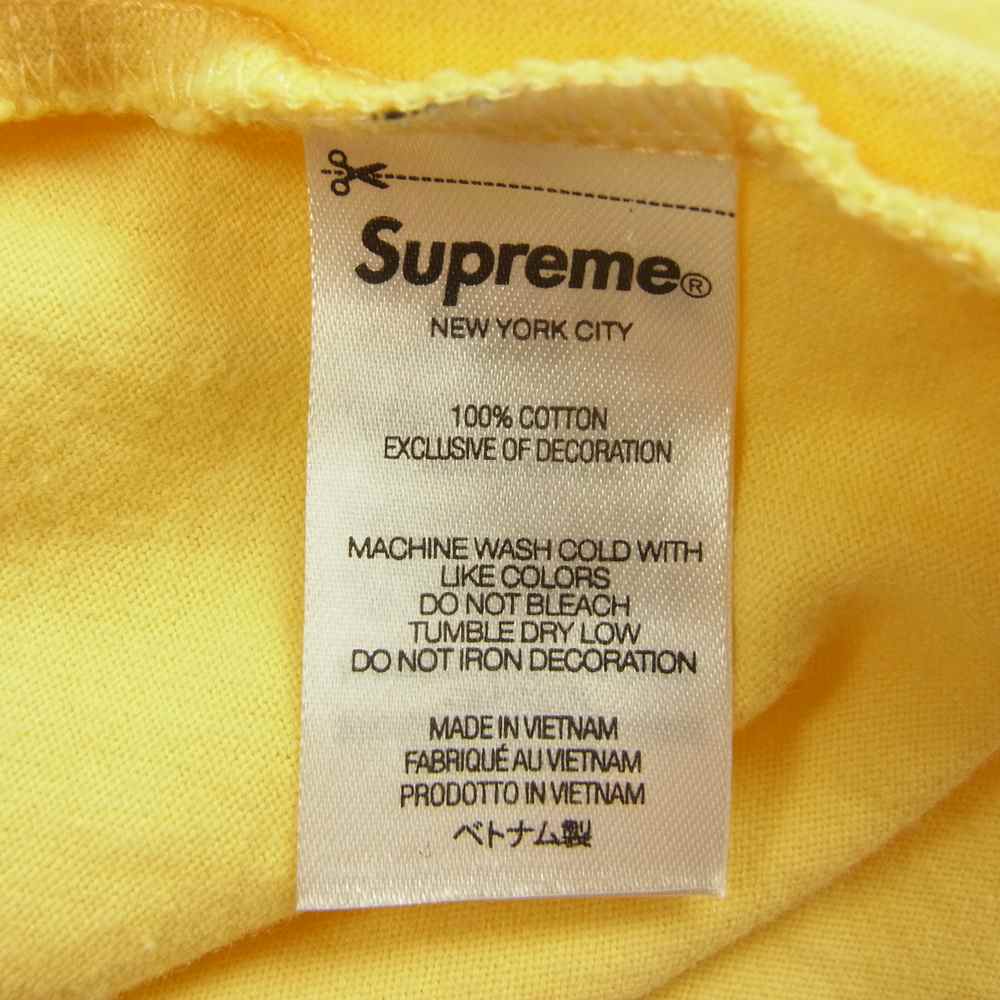 Supreme®
NEW YORK CITY
100% COTTON
EXCLUSIVE OF DECORATION
MACHINE WASH COLD WITH
LIKE COLORS
DO NOT BLEACH
TUMBLE DRY LOW
DO NOT IRON DECORATION
MADE IN VIETNAM
FABRIQUÉ AU VIETNAM
PRODOTTO IN VIETNAM
ベトナム製